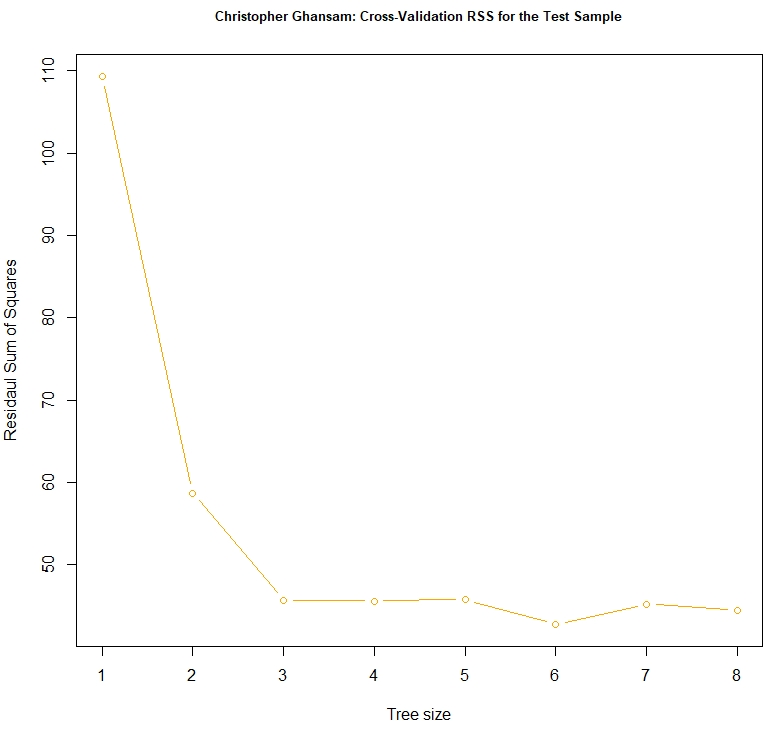 Christopher Ghansam: Cross-Validation RSS for the Test Sample
Residaul Sum of Squares
110
100
90
80
70
60
50
1 2 3 4 5 6 7 8
Tree size